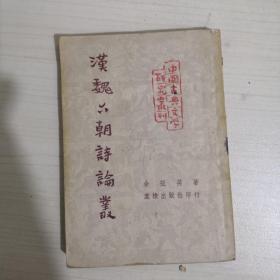 中國古典文學
研究叢刊
漢魏六朝詩論叢
余冠英 著
棠棣出版社印行